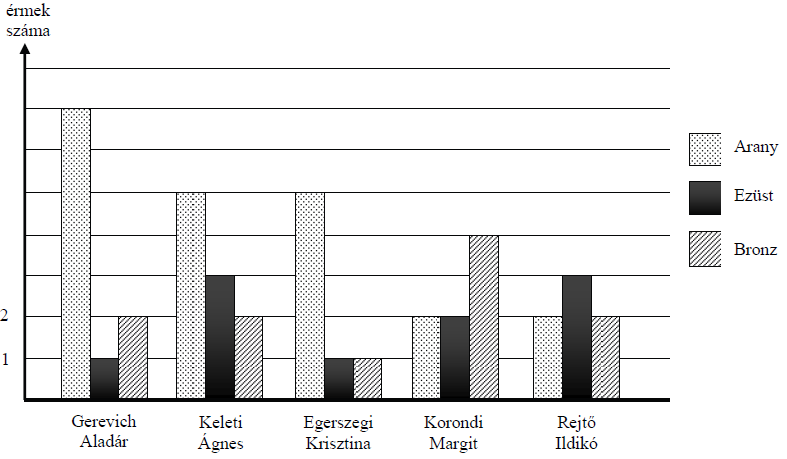 érmek
száma
2
1
Arany
Ezüst
Bronz
Gerevich
Aladár
Keleti
Ágnes
Egerszegi
Krisztina
Korondi
Margit
Rejtő
Ildikó